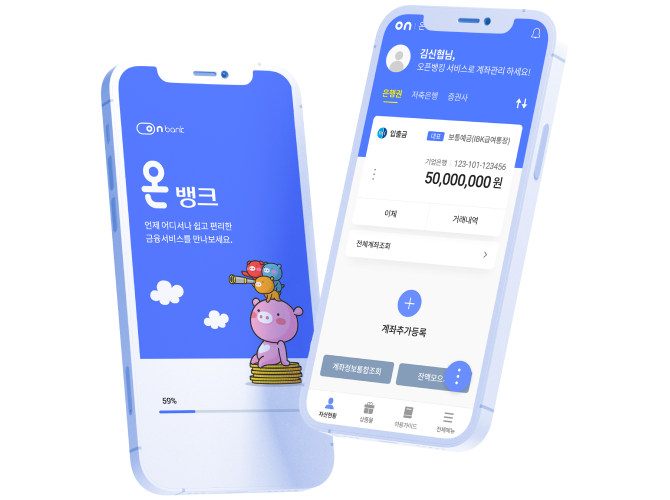 on bank
온 뱅크
언제 어디서나 쉽고 편리한
금융서비스를 만나보세요.
59%
on
김신협님,
오픈뱅킹 서비스로 계좌관리 하세요!
은행권 저축은행 증권사
입출금 대표 보통예금(IBK급여통장)
기업은행 123-101-123456
50,000,000 원
이체 거래내역
전체계좌조회
계좌추가등록
계좌정보통합조회
잔액모으
자산현황 상품몰 이용가이드 전체메뉴